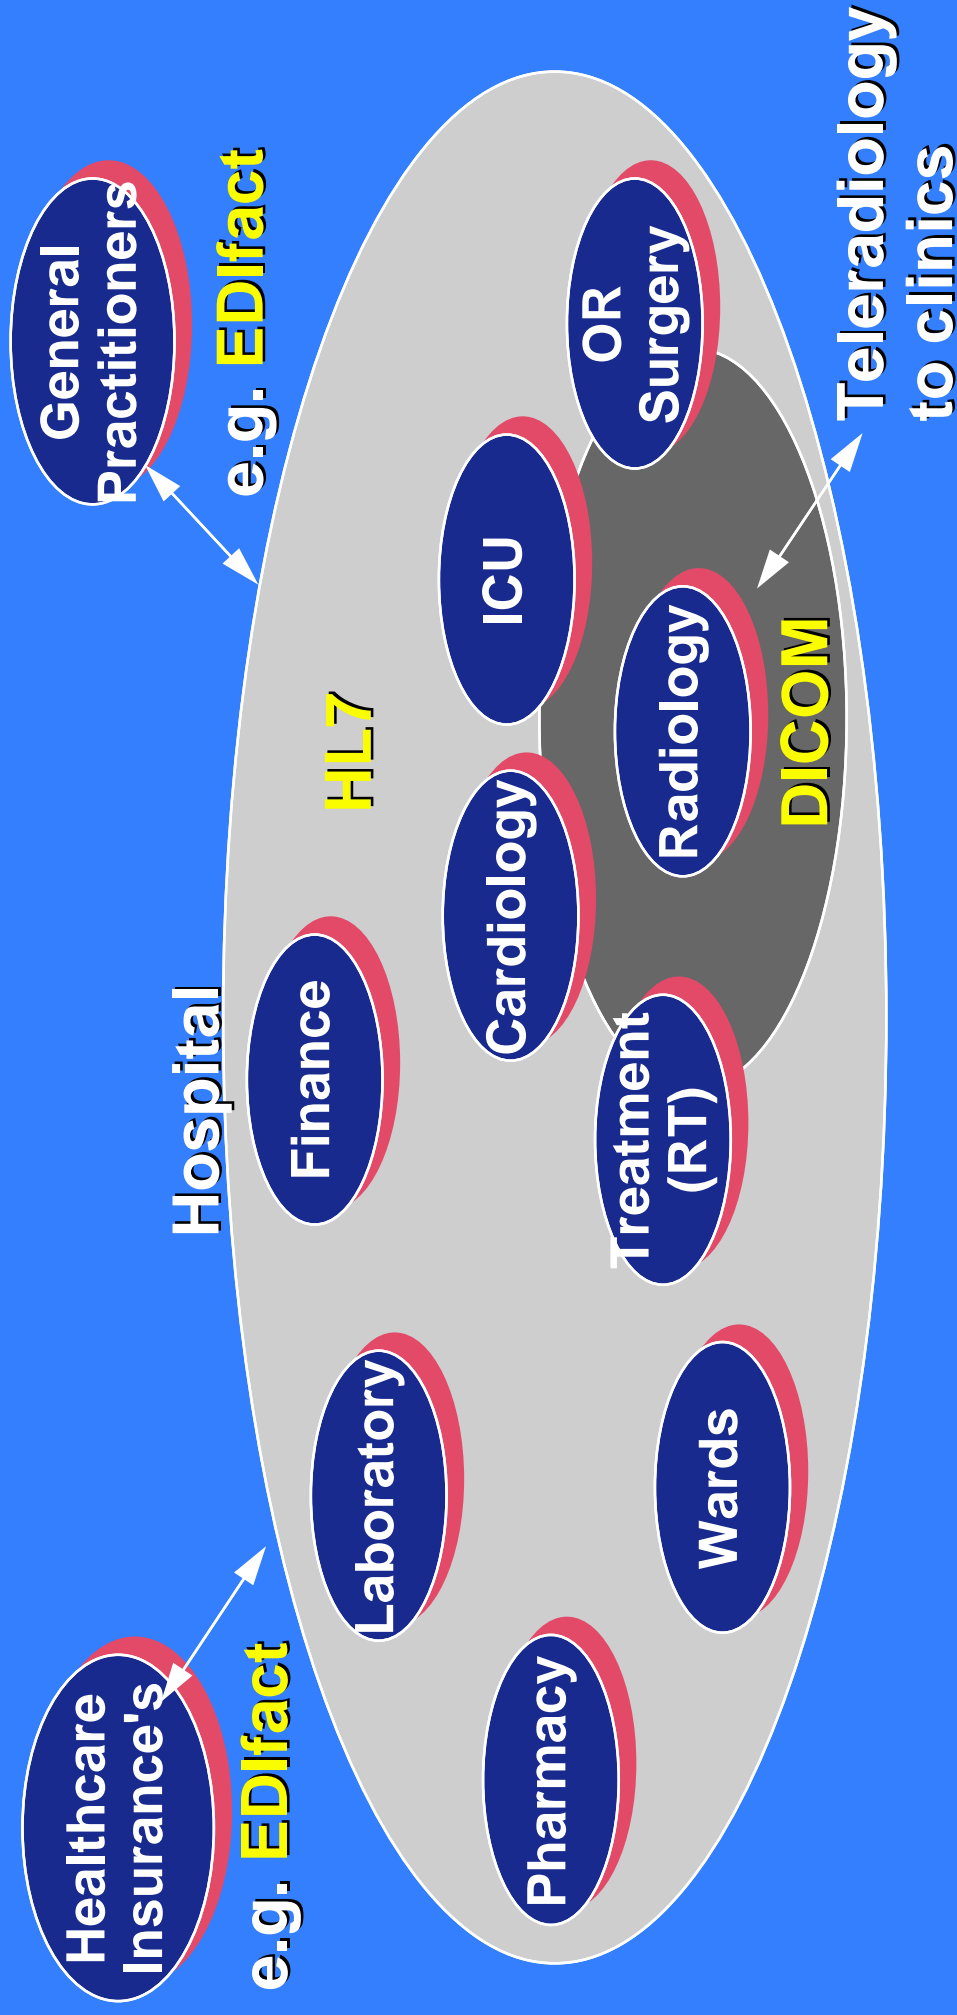 Healthcare
Insurance's
e.g. EDIfact
General
Practitioners
e.g. EDIfact
Hospital
HL7
Finance
Laboratory
Cardiology
ICU
Pharmacy
OR
Surgery
Treatment
(RT)
Radiology
Wards
DICOM
Teleradiology
to clinics